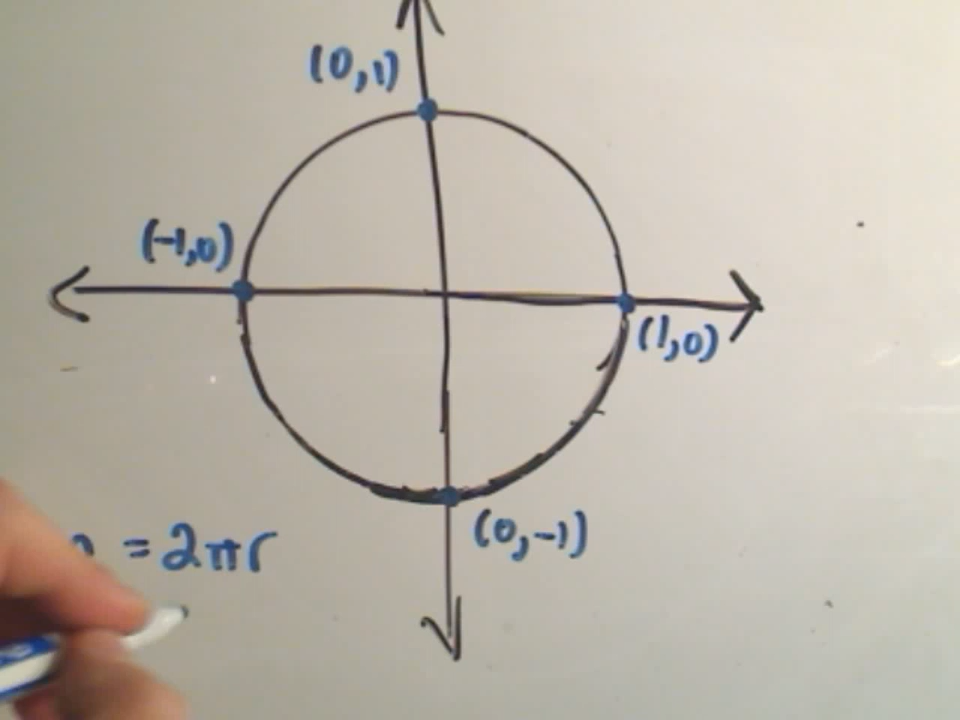 (0,1)
(-1,0)
(1,0)
(0,-1)
= 2πr